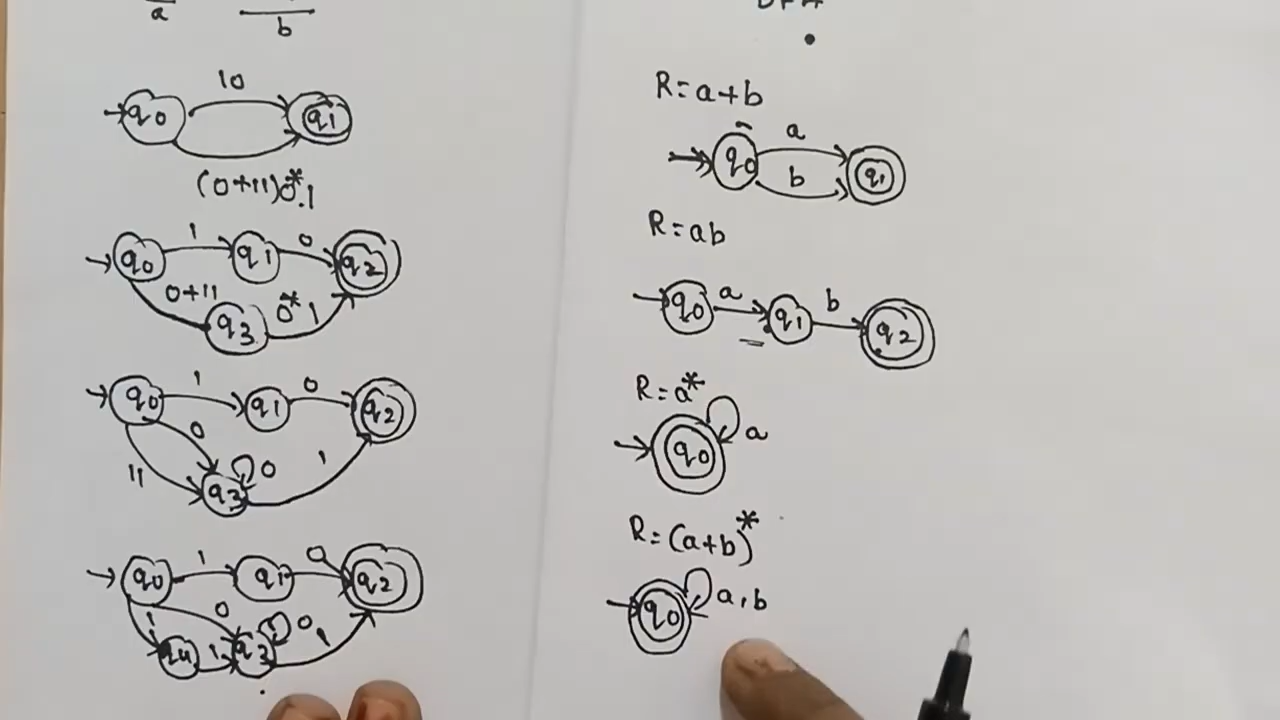 a
b
10
q0 q1
(0+11)0*.1
1 0
q0 q1 q2
0+11 0* 1
q3
1 0
q0 q1 q2
0
11 0 1
q3
1 0
q0 q1 q2
0
1 0 1
q4 1 q3
R=a+b
a
q0 q1
b
R=ab
a b
q0 q1 q2
R=a*
a
q0
R=(a+b)*
a,b
q0